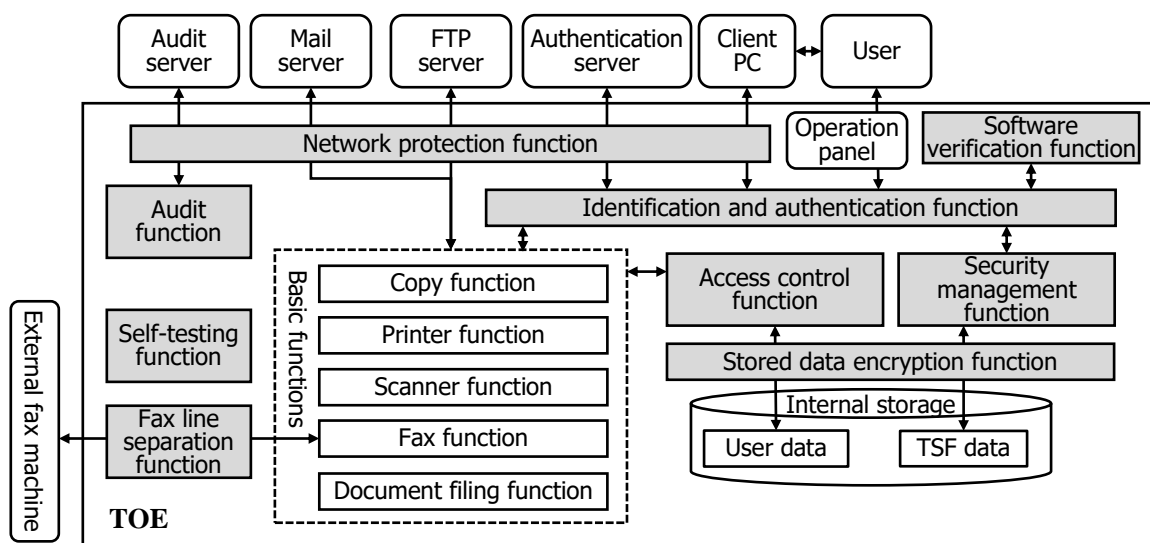 Audit
server
Mail
server
FTP
server
Authentication
server
Client
PC
User
Network protection function
Operation
panel
Software
verification function
Audit
function
Identification and authentication function
Basic functions
Copy function
Access control
function
Security
management
function
External fax machine
Self-testing
function
Printer function
Stored data encryption function
Scanner function
Internal storage
Fax line
separation
function
Fax function
User data
TSF data
Document filing function
TOE